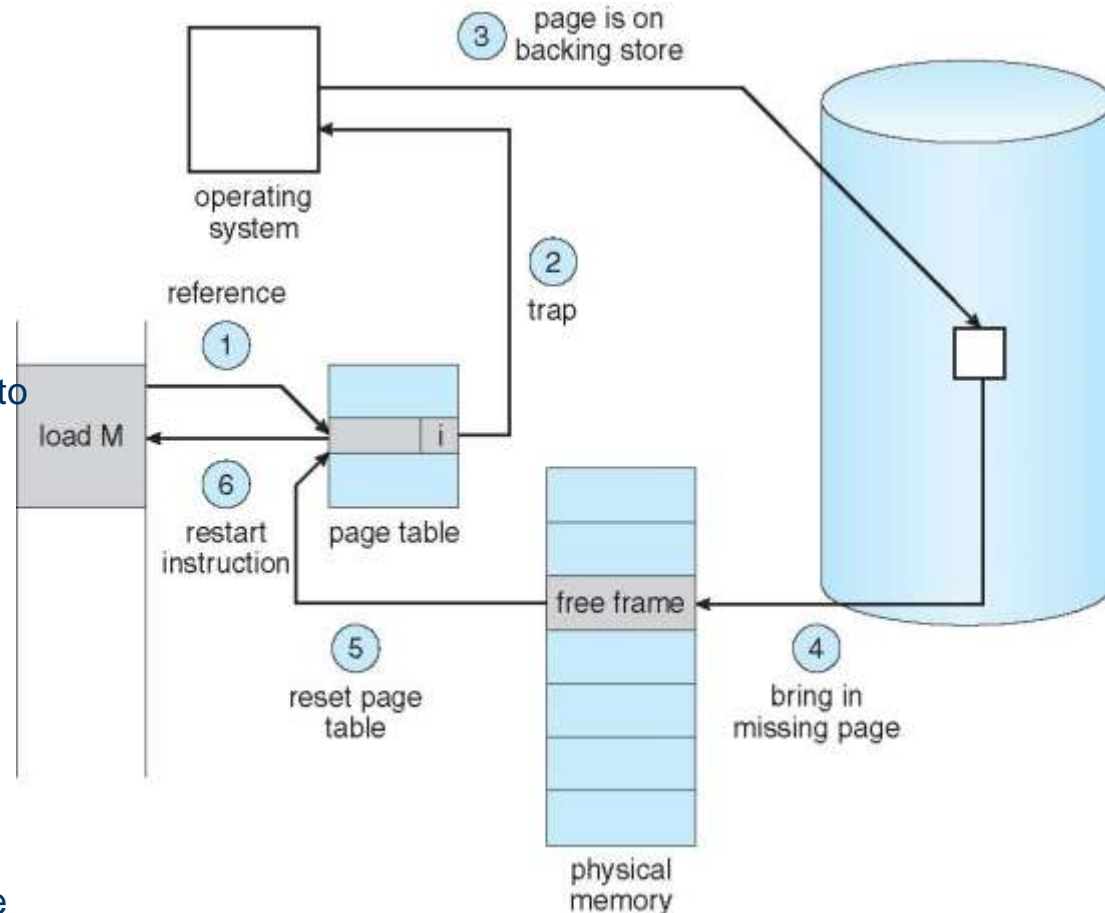 3
page is on
backing store
operating
system
2
trap
reference
1
to
load M
i
6
restart
instruction
page table
free frame
5
reset page
table
4
bring in
missing page
physical
memory
e